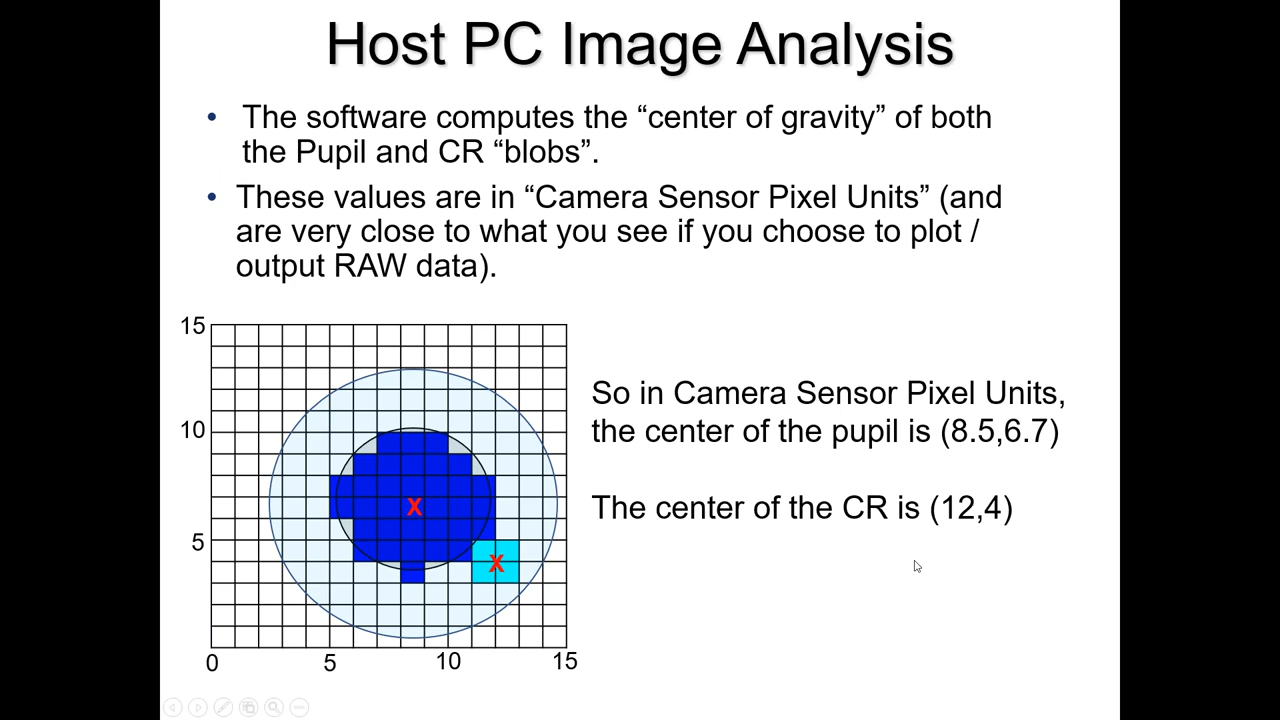 Host PC Image Analysis
• The software computes the “center of gravity” of both
the Pupil and CR “blobs”.
• These values are in “Camera Sensor Pixel Units” (and
are very close to what you see if you choose to plot /
output RAW data).
15
10
5
0 5 10 15
X
X
So in Camera Sensor Pixel Units,
the center of the pupil is (8.5,6.7)
The center of the CR is (12,4)